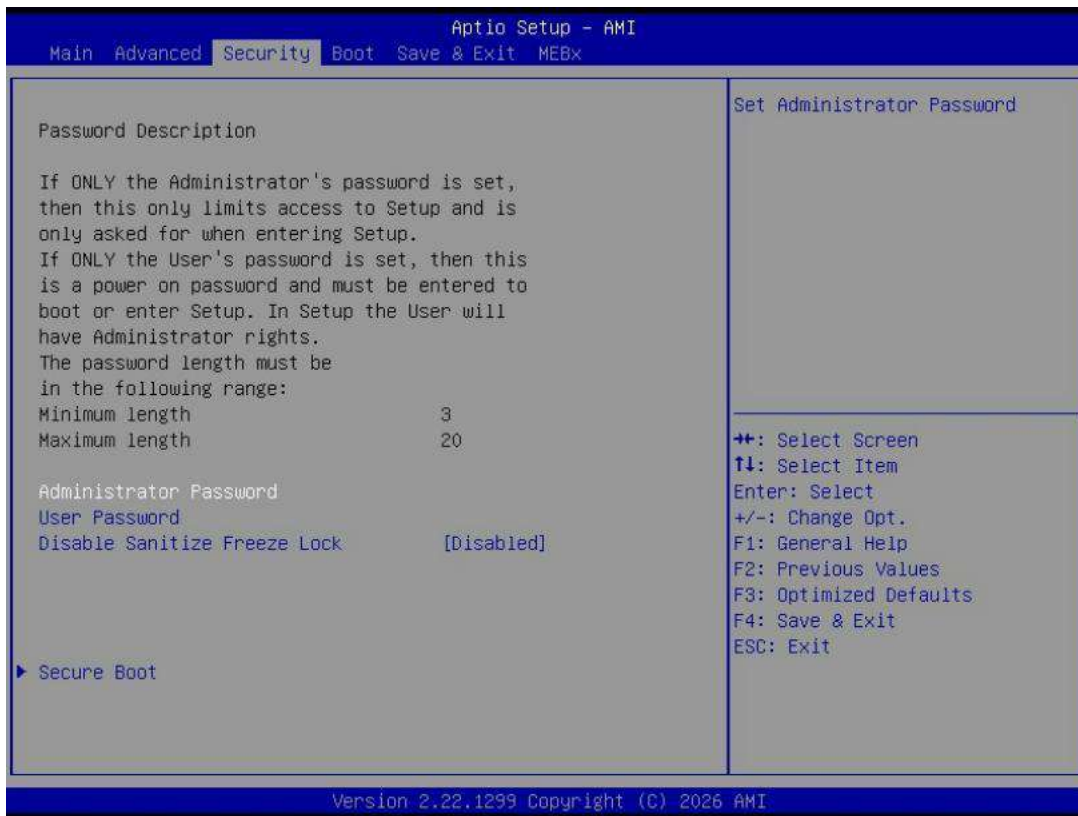 Aptio Setup - AMI
Main Advanced Security Boot Save & Exit MEBx
Password Description
If ONLY the Administrator's password is set,
then this only limits access to Setup and is
only asked for when entering Setup.
If ONLY the User's password is set, then this
is a power on password and must be entered to
boot or enter Setup. In Setup the User will
have Administrator rights.
The password length must be
in the following range:
Minimum length 3
Maximum length 20
Administrator Password
User Password
Disable Sanitize Freeze Lock [Disabled]
Secure Boot
Set Administrator Password
→←: Select Screen
↑↓: Select Item
Enter: Select
+/-: Change Opt.
F1: General Help
F2: Previous Values
F3: Optimized Defaults
F4: Save & Exit
ESC: Exit
Version 2.22.1299 Copyright (C) 2026 AMI